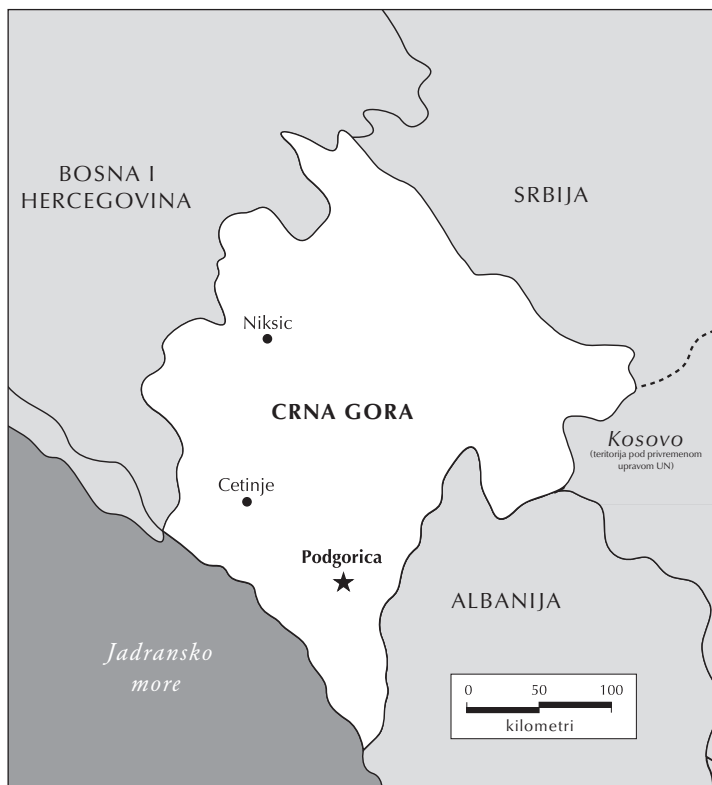 BOSNA I
HERCEGOVINA
SRBIJA
Niksic
CRNA GORA
Kosovo
(teritorija pod privremenom
upravom UN)
Cetinje
Podgorica
ALBANIJA
Jadransko
more
0 50 100
kilometri